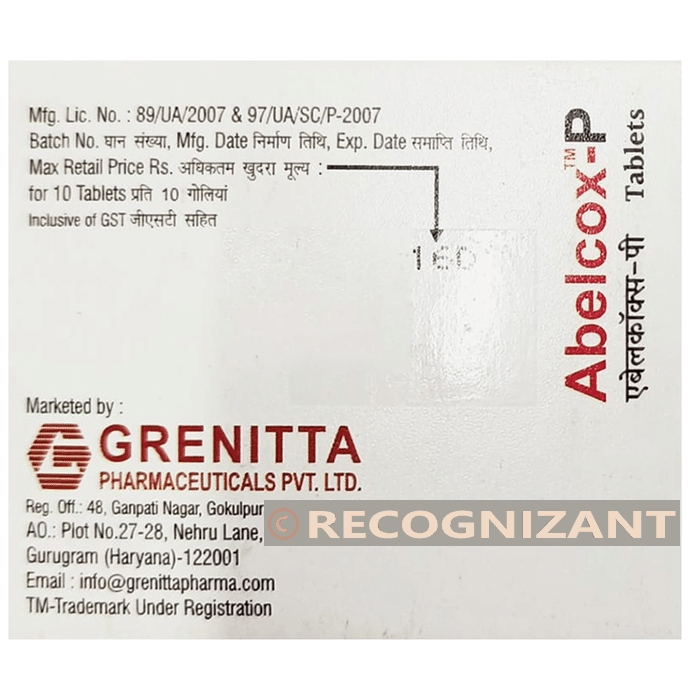 Mfg. Lic. No. : 89/UA/2007 & 97/UA/SC/P-2007
Batch No. घान संख्या, Mfg. Date निर्माण तिथि, Exp. Date समाप्ति तिथि,
Max Retail Price Rs. अधिकतम खुदरा मूल्य :
for 10 Tablets प्रति 10 गोलियां
Inclusive of GST जीएसटी सहित
Marketed by :
GRENITTA
PHARMACEUTICALS PVT. LTD.
Reg. Off.: 48, Ganpati Nagar, Gokulpur
AO.: Plot No.27-28, Nehru Lane,
Gurugram (Haryana)-122001
Email : info@grenittapharma.com
TM-Trademark Under Registration
© RECOGNIZANT
Abelcox™-P
एबेलकॉक्स-पी Tablets